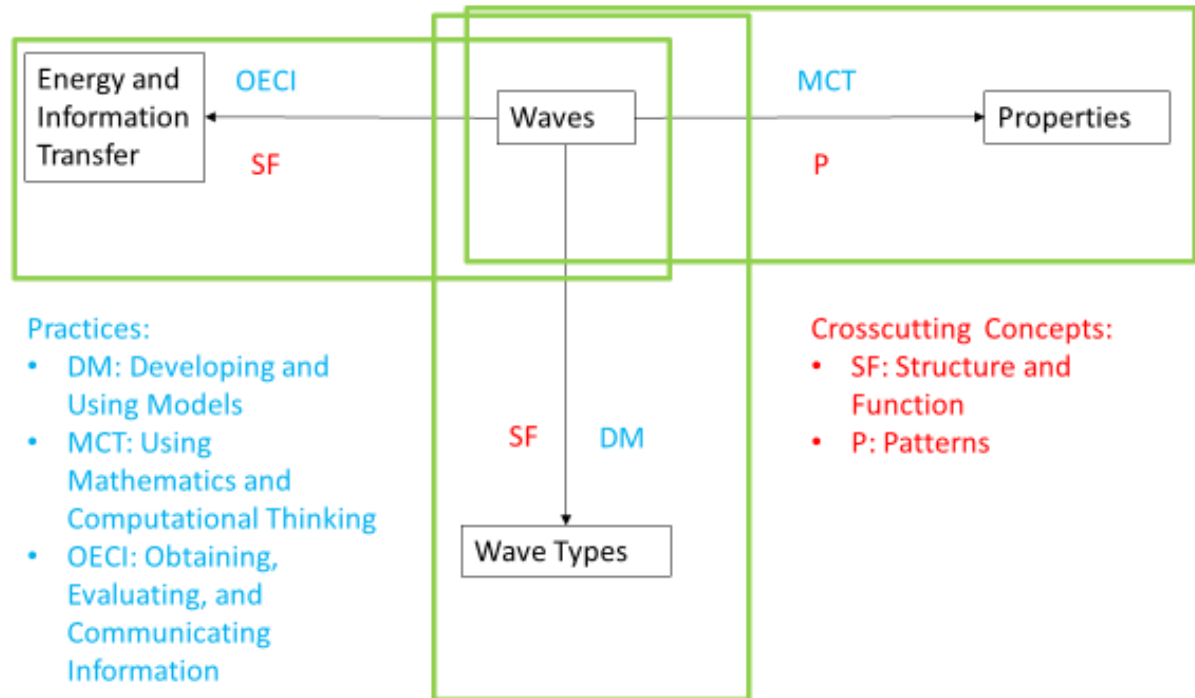 Energy and
Information
Transfer
OECI
SF
Waves
MCT
P
Properties
Practices:
• DM: Developing and
Using Models
• MCT: Using
Mathematics and
Computational Thinking
• OECI: Obtaining,
Evaluating, and
Communicating
Information
SF
DM
Wave Types
Crosscutting Concepts:
• SF: Structure and
Function
• P: Patterns